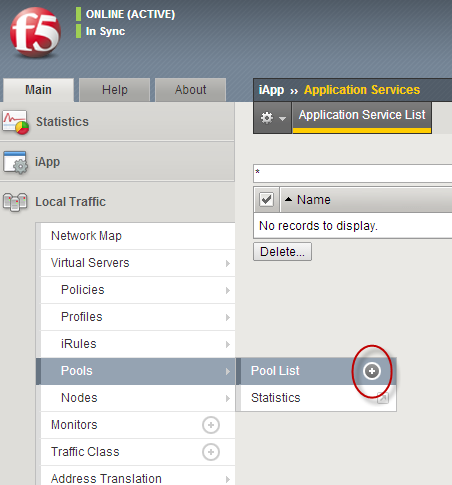 f5
ONLINE (ACTIVE)
In Sync
Main
Help
About
Statistics
iApp
Local Traffic
Network Map
Virtual Servers
Policies
Profiles
iRules
Pools
Nodes
Monitors
Traffic Class
Address Translation
iApp ›› Application Services
Application Service List
*
Name
No records to display.
Delete...
Pool List
Statistics